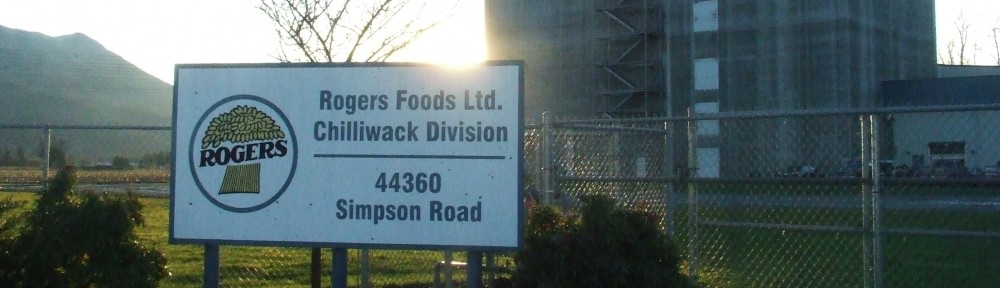 ROGERS
Rogers Foods Ltd.
Chilliwack Division
44360
Simpson Road